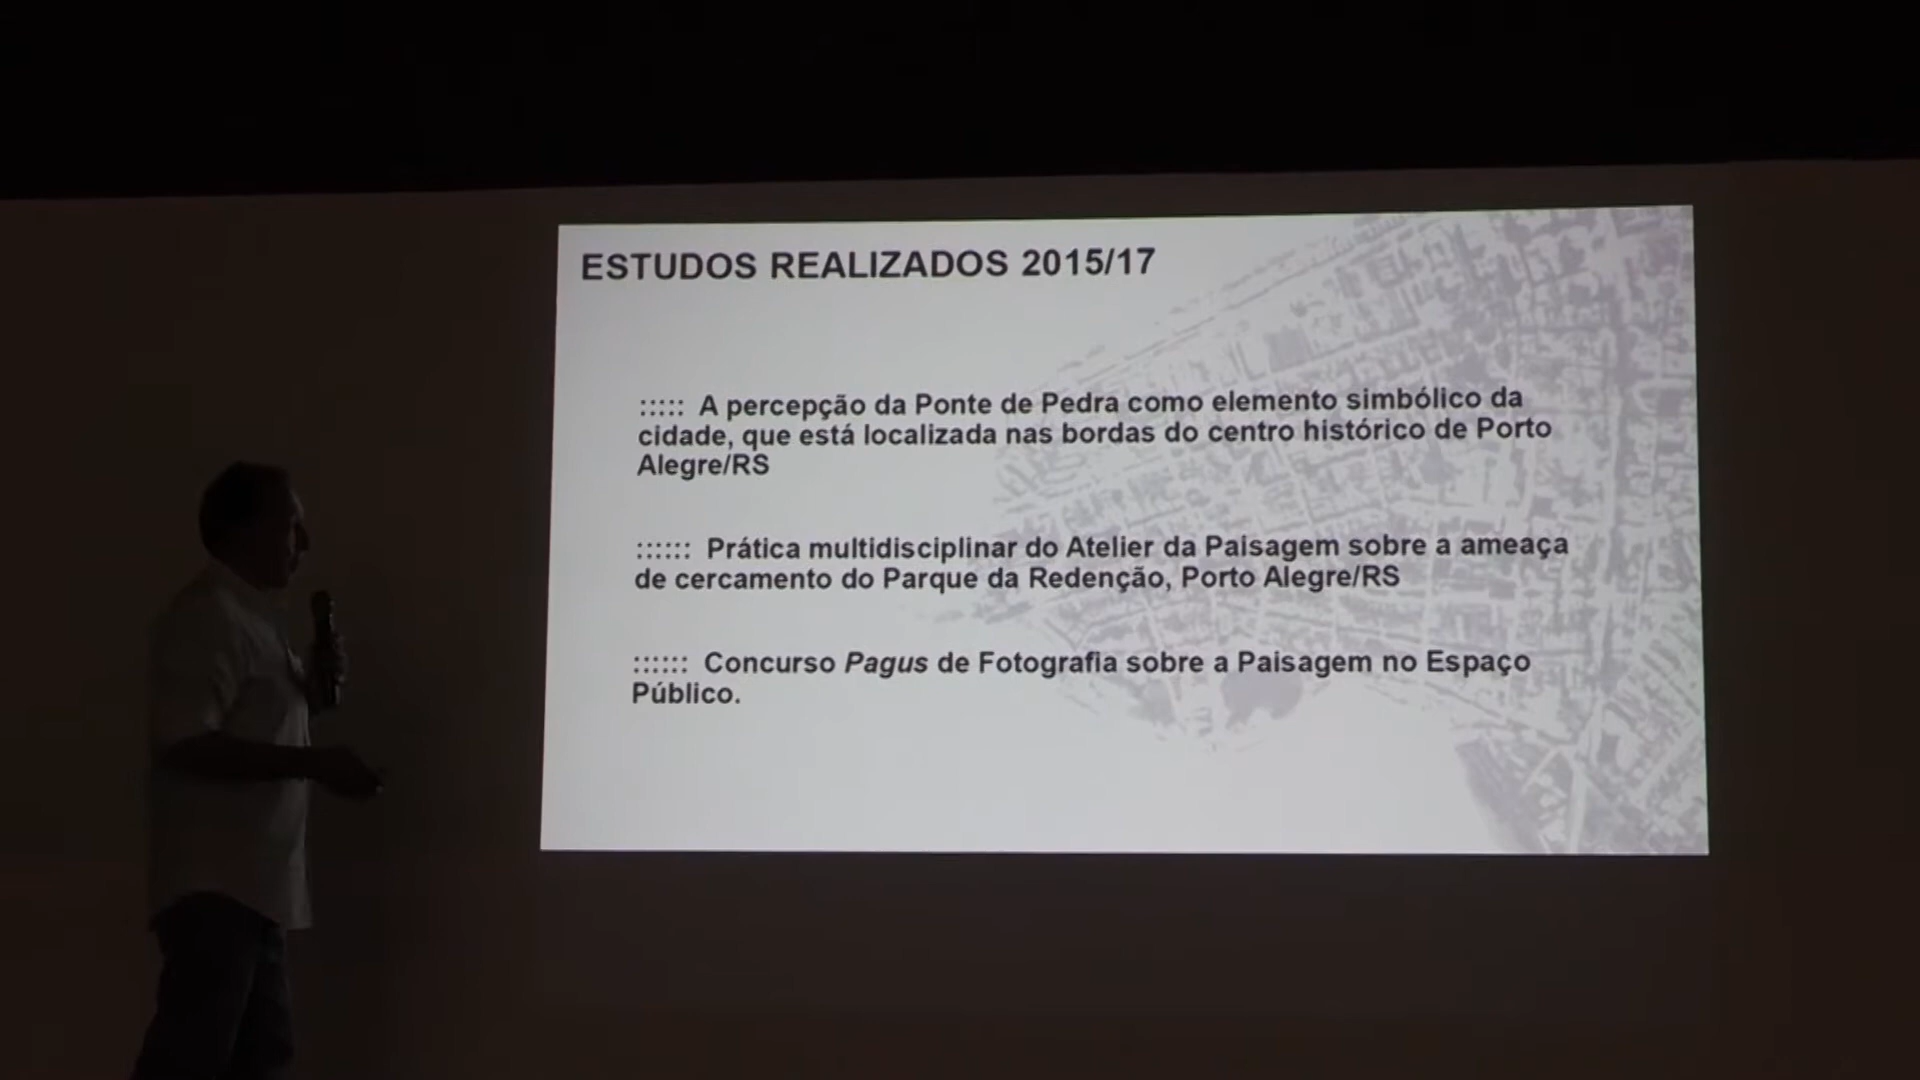 ESTUDOS REALIZADOS 2015/17
::::: A percepção da Ponte de Pedra como elemento simbólico da
cidade, que está localizada nas bordas do centro histórico de Porto
Alegre/RS
:::::: Prática multidisciplinar do Atelier da Paisagem sobre a ameaça
de cercamento do Parque da Redenção, Porto Alegre/RS
:::::: Concurso Pagus de Fotografia sobre a Paisagem no Espaço
Público.